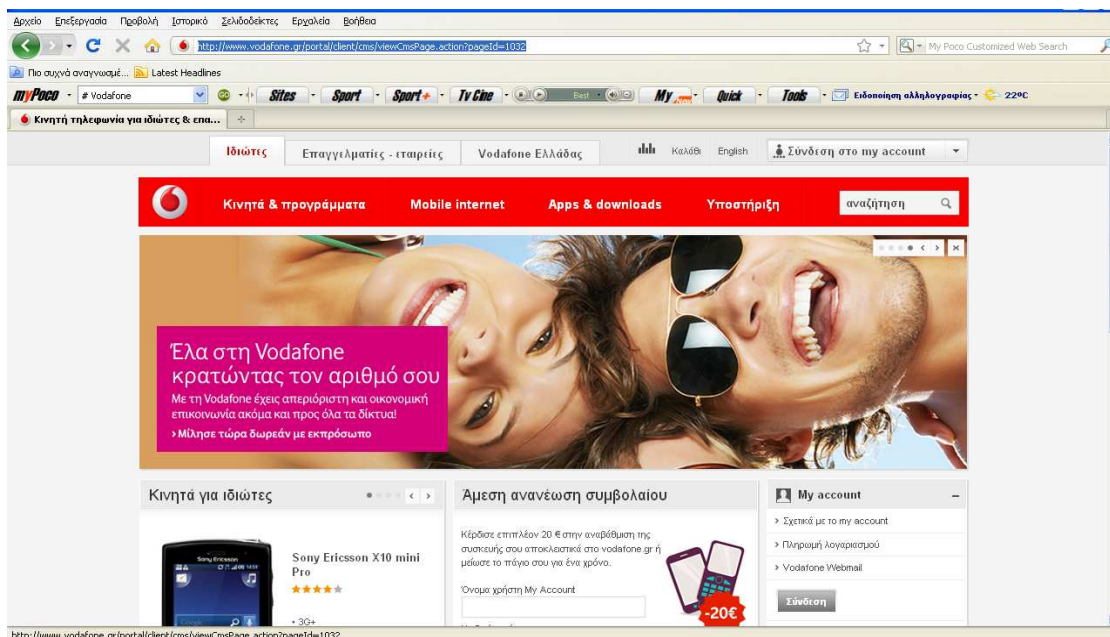 Αρχείο Επεξεργασία Προβολή Ιστορικό Σελιδοδείκτες Εργαλεία Βοήθεια
http://www.vodafone.gr/portal/client/cms/viewCmsPage.action?pageId=1032
My Poco Customized Web Search
Πιο συχνά αναγνωσμέ... Latest Headlines
myPoco # Vodafone GO Sites Sport Sport+ Tv Cine Best My Quick Tools Ειδοποίηση αλληλογραφίας 22ºC
Κινητή τηλεφωνία για ιδιώτες & επα...
Ιδιώτες Επαγγελματίες - εταιρείες Vodafone Ελλάδας Καλάθι English Σύνδεση στο my account
Κινητά & προγράμματα Mobile internet Apps & downloads Υποστήριξη αναζήτηση
Έλα στη Vodafone
κρατώντας τον αριθμό σου
Με τη Vodafone έχεις απεριόριστη και οικονομική
επικοινωνία ακόμα και προς όλα τα δίκτυα!
› Μίλησε τώρα δωρεάν με εκπρόσωπο
Κινητά για ιδιώτες
Sony Ericsson
Sony Ericsson X10 mini
Pro
• 3G+
Άμεση ανανέωση συμβολαίου
Κέρδισε επιπλέον 20 € στην αναβάθμιση της
συσκευής σου αποκλειστικά στο vodafone.gr ή
μείωσε το πάγιο σου για ένα χρόνο.
Όνομα χρήστη My Account
-20€
My account
› Σχετικά με το my account
› Πληρωμή λογαριασμού
› Vodafone Webmail
Σύνδεση
http://www.vodafone.gr/portal/client/cms/viewCmsPage.action?pageId=1032